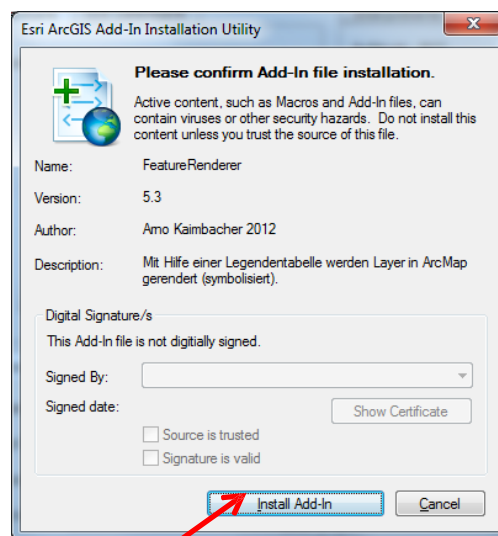 Esri ArcGIS Add-In Installation Utility
Please confirm Add-In file installation.
Active content, such as Macros and Add-In files, can
contain viruses or other security hazards. Do not install this
content unless you trust the source of this file.
Name: FeatureRenderer
Version: 5.3
Author: Arno Kaimbacher 2012
Description: Mit Hilfe einer Legendentabelle werden Layer in ArcMap
gerendert (symbolisiert).
Digital Signature/s
This Add-In file is not digitially signed.
Signed By:
Signed date:
Show Certificate
Source is trusted
Signature is valid
Install Add-In
Cancel